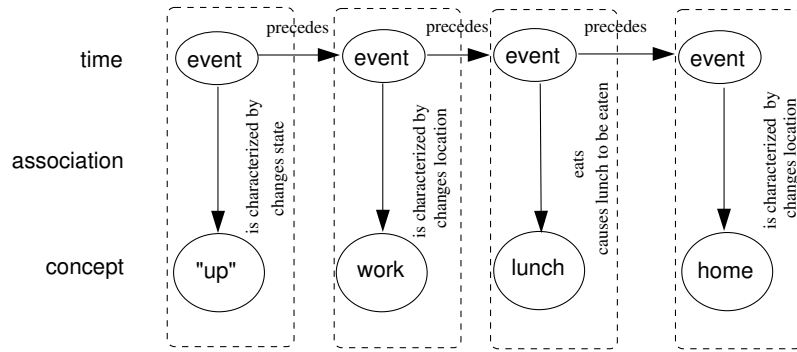 precedes
precedes
precedes
time
event
event
event
event
association
is characterized by
changes state
is characterized by
changes location
eats
causes lunch to be eaten
is characterized by
changes location
concept
"up"
work
lunch
home